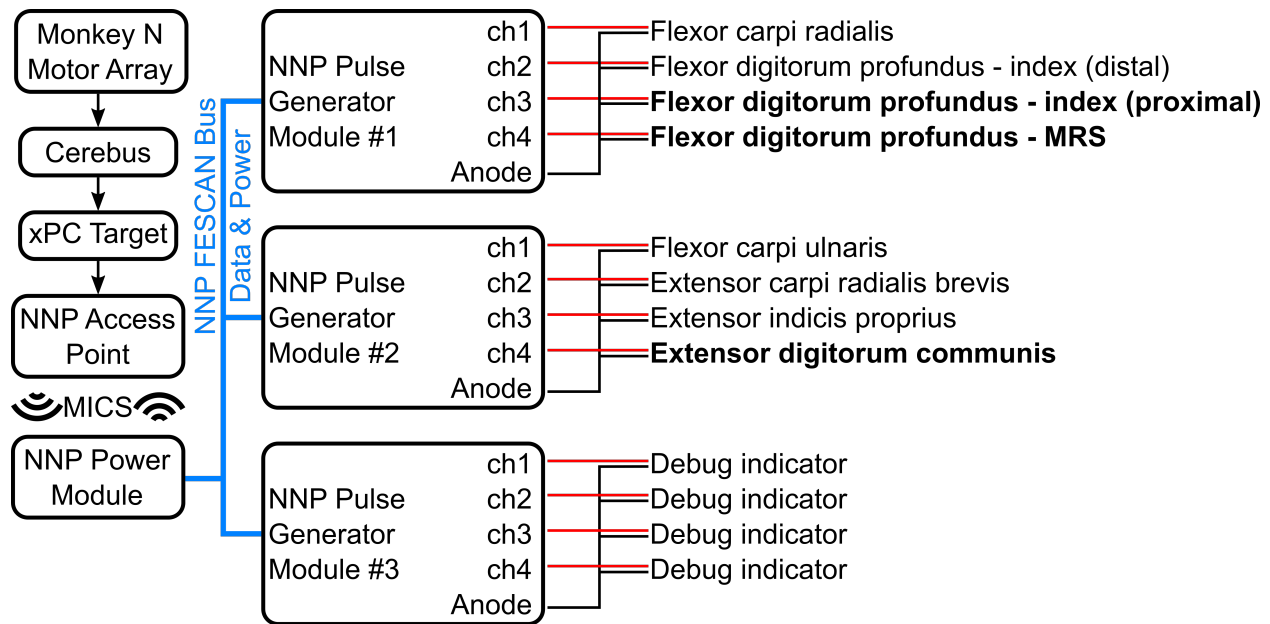 Monkey N
Motor Array
Cerebus
xPC Target
NNP Access
Point
MICS
NNP Power
Module
NNP FESCAN Bus
Data & Power
NNP Pulse
Generator
Module #1
ch1
ch2
ch3
ch4
Anode
Flexor carpi radialis
Flexor digitorum profundus - index (distal)
Flexor digitorum profundus - index (proximal)
Flexor digitorum profundus - MRS
NNP Pulse
Generator
Module #2
ch1
ch2
ch3
ch4
Anode
Flexor carpi ulnaris
Extensor carpi radialis brevis
Extensor indicis proprius
Extensor digitorum communis
NNP Pulse
Generator
Module #3
ch1
ch2
ch3
ch4
Anode
Debug indicator
Debug indicator
Debug indicator
Debug indicator